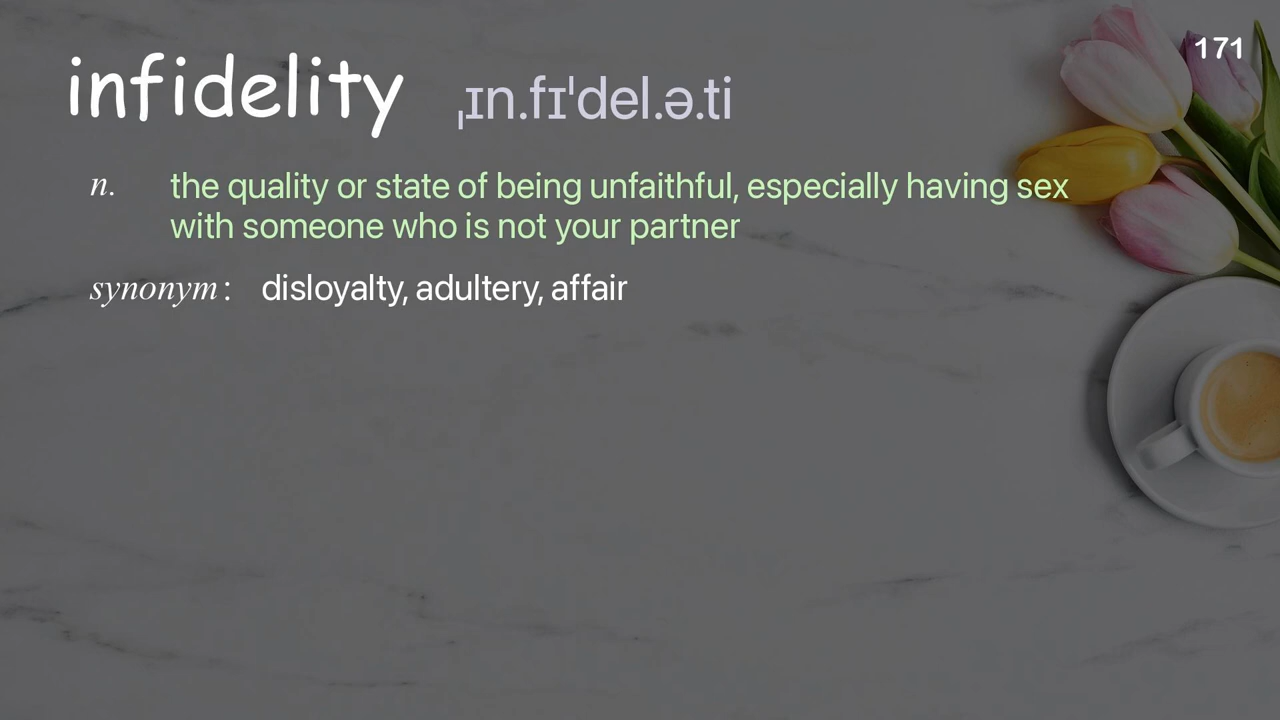 171
infidelity ˌɪn.fɪˈdel.ə.ti
n. the quality or state of being unfaithful, especially having sex
with someone who is not your partner
synonym : disloyalty, adultery, affair